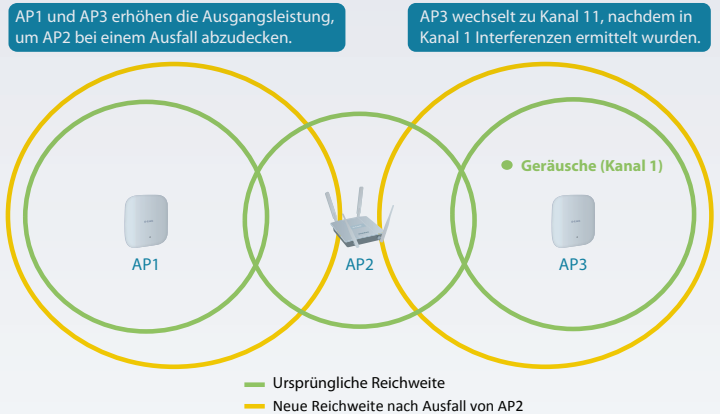 AP1 und AP3 erhöhen die Ausgangsleistung,
um AP2 bei einem Ausfall abzudecken.
AP3 wechselt zu Kanal 11, nachdem in
Kanal 1 Interferenzen ermittelt wurden.
Geräusche (Kanal 1)
AP1
AP2
AP3
Ursprüngliche Reichweite
Neue Reichweite nach Ausfall von AP2